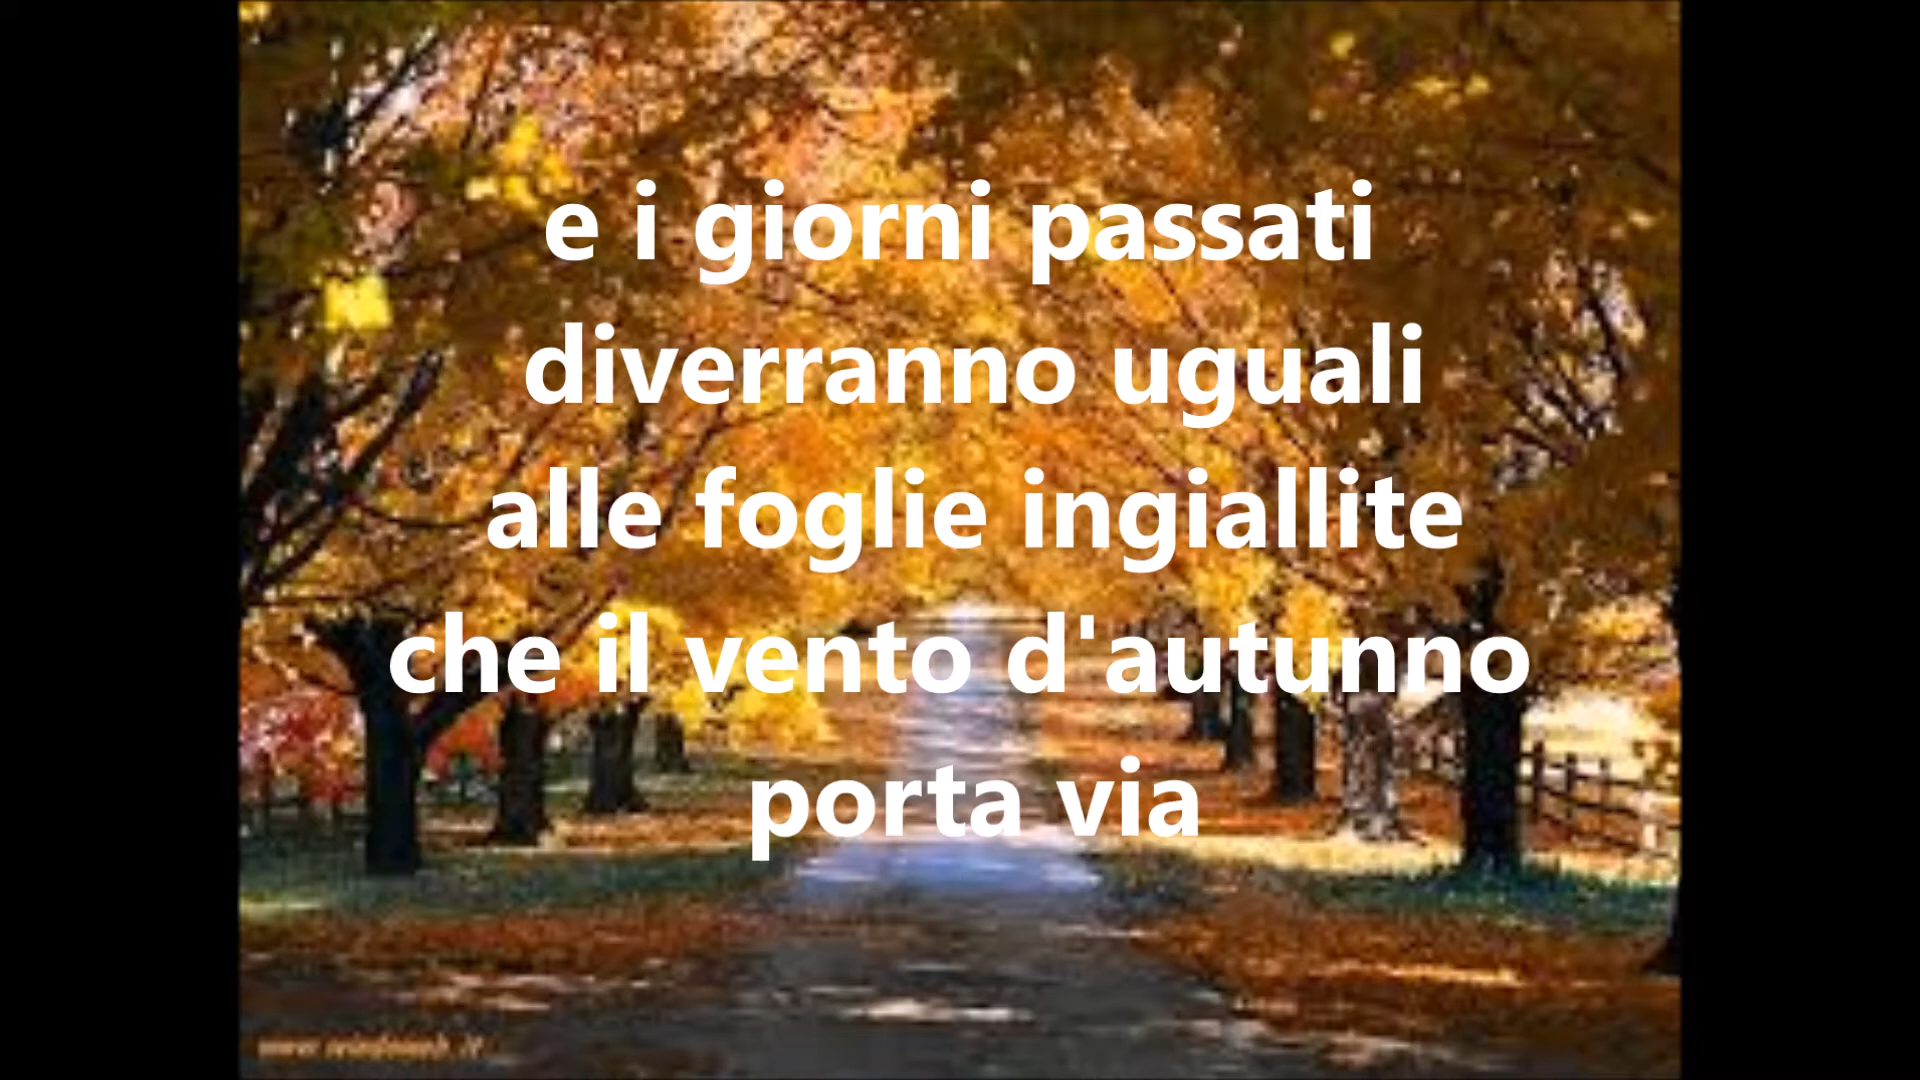 e i giorni passati
diverranno uguali
alle foglie ingiallite
che il vento d'autunno
porta via